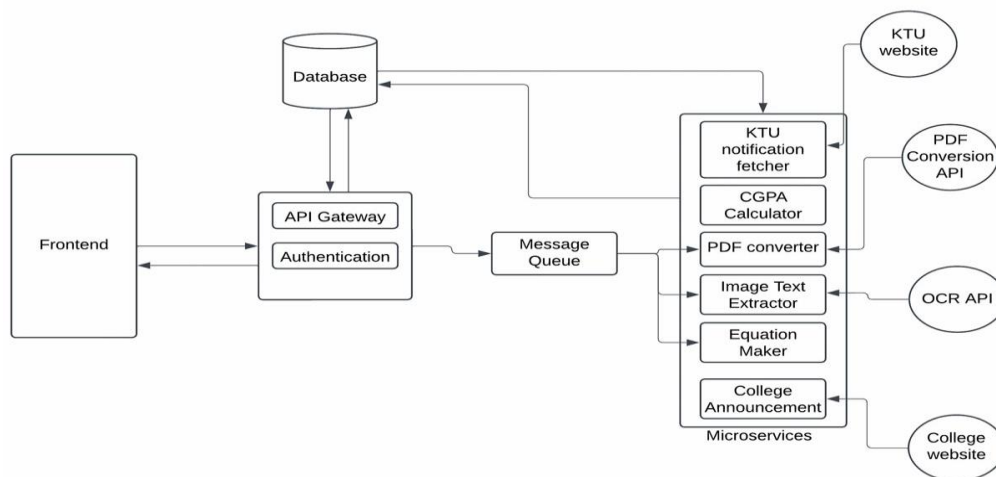 KTU
website
Database
KTU
notification
fetcher
PDF
Conversion
API
CGPA
Calculator
API Gateway
Frontend
Authentication
Message
Queue
PDF converter
Image Text
Extractor
OCR API
Equation
Maker
College
Announcement
Microservices
College
website